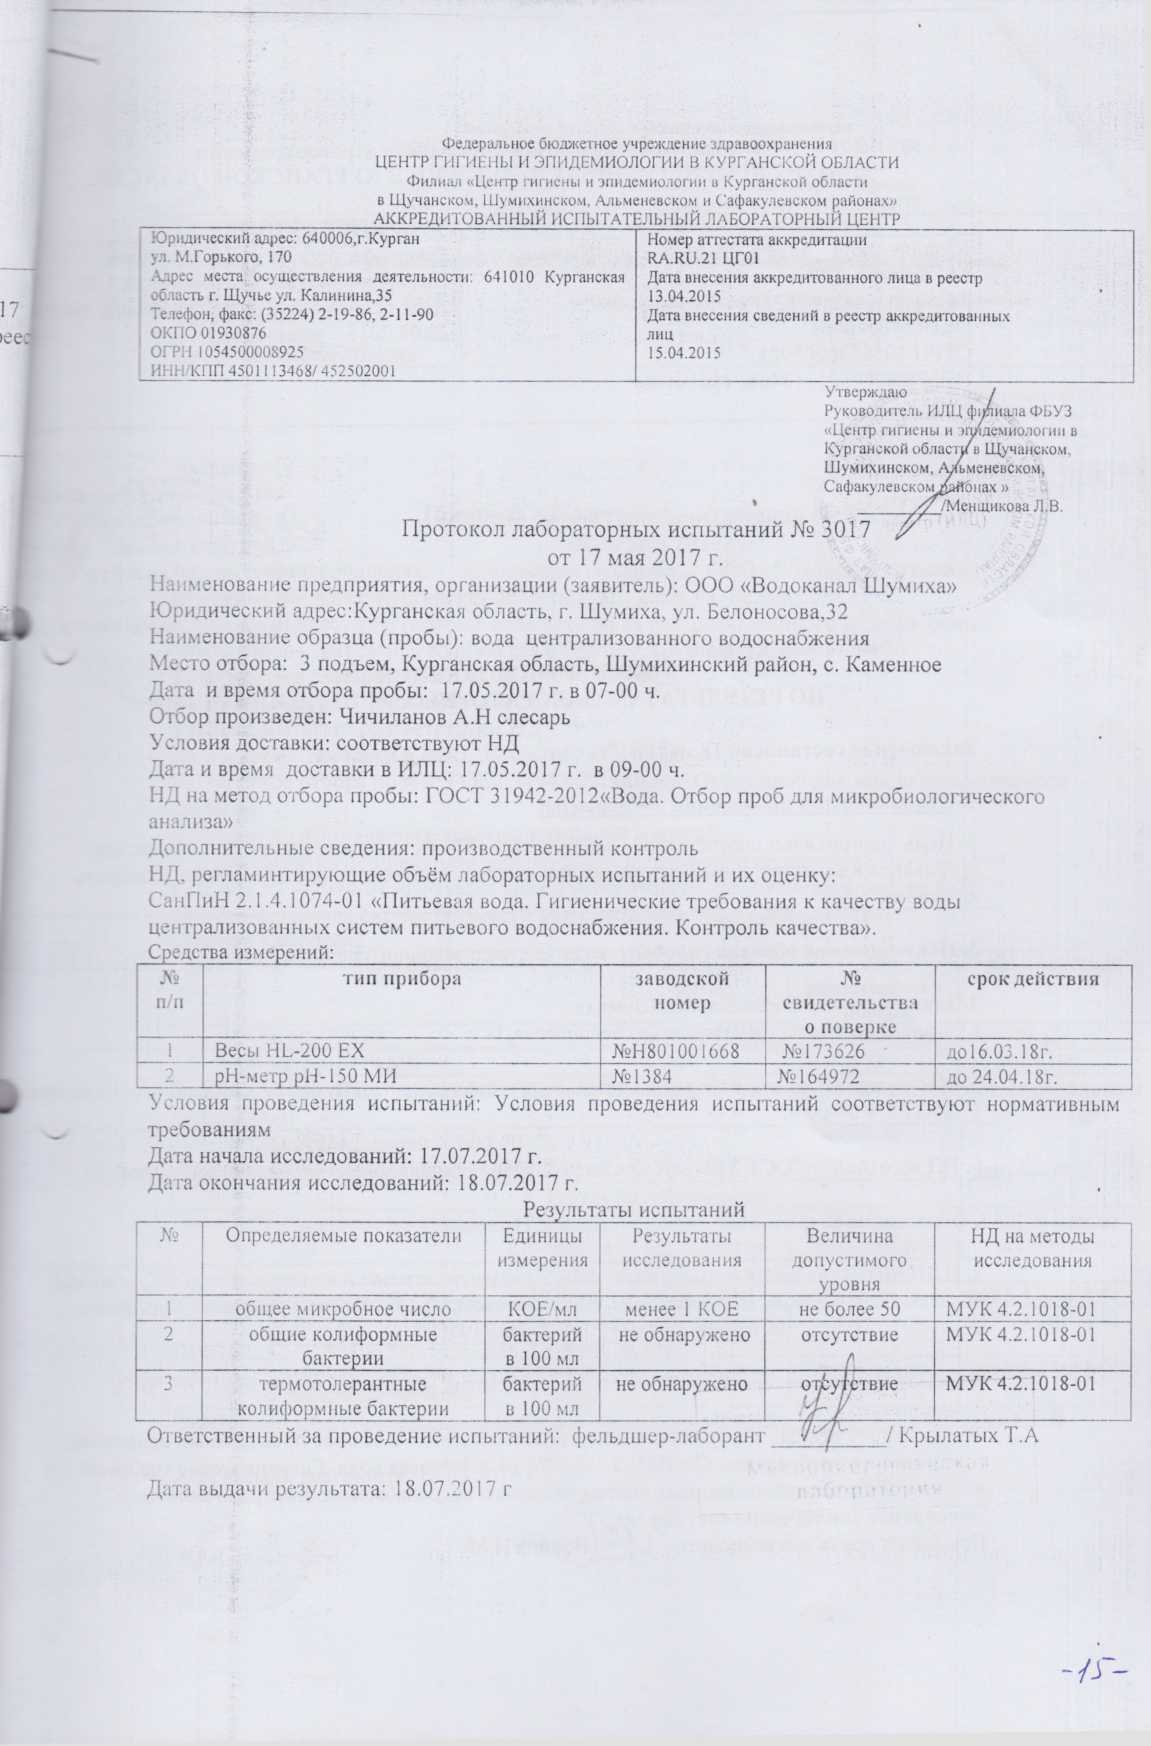 Федеральное бюджетное учреждение здравоохранения
ЦЕНТР ГИГИЕНЫ И ЭПИДЕМИОЛОГИИ В КУРГАНСКОЙ ОБЛАСТИ
Филиал «Центр гигиены и эпидемиологии в Курганской области
в Щучанском, Шумихинском, Альменевском и Сафакулевском районах»
АККРЕДИТОВАННЫЙ ИСПЫТАТЕЛЬНЫЙ ЛАБОРАТОРНЫЙ ЦЕНТР
Юридический адрес: 640006,г.Курган
ул. М.Горького, 170
Адрес места осуществления деятельности: 641010 Курганская
область г. Щучье ул. Калинина,35
Телефон, факс: (35224) 2-19-86, 2-11-90
ОКПО 01930876
ОГРН 1054500008925
ИНН/КПП 4501113468/ 452502001
Номер аттестата аккредитации
RA.RU.21 ЦГ01
Дата внесения аккредитованного лица в реестр
13.04.2015
Дата внесения сведений в реестр аккредитованных
лиц
15.04.2015
17
реес
Утверждаю
Руководитель ИЛЦ филиала ФБУЗ
«Центр гигиены и эпидемиологии в
Курганской области в Щучанском,
Шумихинском, Альменевском,
Сафакулевском районах »
/Менщикова Л.В.
Протокол лабораторных испытаний № 3017
от 17 мая 2017 г.
Наименование предприятия, организации (заявитель): ООО «Водоканал Шумиха»
Юридический адрес:Курганская область, г. Шумиха, ул. Белоносова,32
Наименование образца (пробы): вода централизованного водоснабжения
Место отбора: 3 подъем, Курганская область, Шумихинский район, с. Каменное
Дата и время отбора пробы: 17.05.2017 г. в 07-00 ч.
Отбор произведен: Чичиланов А.Н слесарь
Условия доставки: соответствуют НД
Дата и время доставки в ИЛЦ: 17.05.2017 г. в 09-00 ч.
НД на метод отбора пробы: ГОСТ 31942-2012«Вода. Отбор проб для микробиологического
анализа»
Дополнительные сведения: производственный контроль
НД, регламинтирующие объём лабораторных испытаний и их оценку:
СанПиН 2.1.4.1074-01 «Питьевая вода. Гигиенические требования к качеству воды
централизованных систем питьевого водоснабжения. Контроль качества».
Средства измерений:
№ п/п тип прибора заводской номер № свидетельства о поверке срок действия
1 Весы HL-200 EX №Н801001668 №173626 до16.03.18г.
2 рН-метр рН-150 МИ №1384 №164972 до 24.04.18г.
Условия проведения испытаний: Условия проведения испытаний соответствуют нормативным
требованиям
Дата начала исследований: 17.07.2017 г.
Дата окончания исследований: 18.07.2017 г.
Результаты испытаний
№ Определяемые показатели Единицы измерения Результаты исследования Величина допустимого уровня НД на методы исследования
1 общее микробное число КОЕ/мл менее 1 КОЕ не более 50 МУК 4.2.1018-01
2 общие колиформные бактерии бактерий в 100 мл не обнаружено отсутствие МУК 4.2.1018-01
3 термотолерантные колиформные бактерии бактерий в 100 мл не обнаружено отсутствие МУК 4.2.1018-01
Ответственный за проведение испытаний: фельдшер-лаборант __________/ Крылатых Т.А
Дата выдачи результата: 18.07.2017 г
-15-